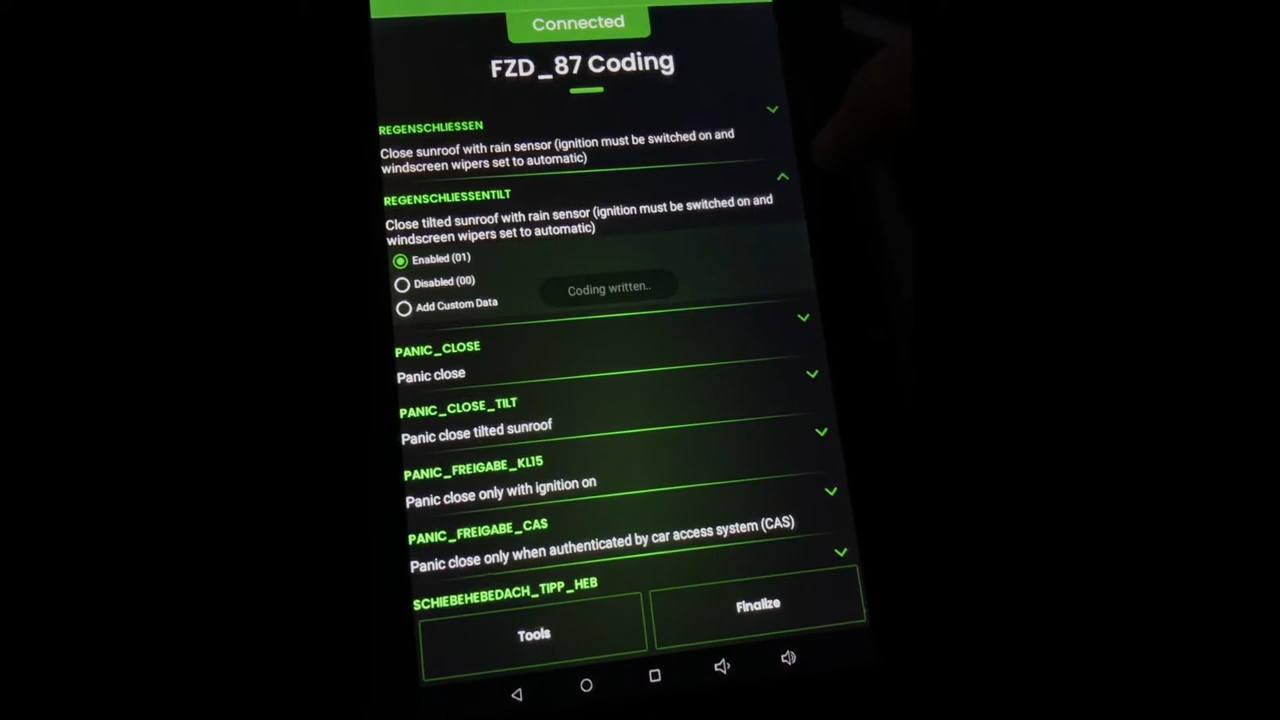 Connected
FZD_87 Coding
REGENSCHLIESSEN
Close sunroof with rain sensor (ignition must be switched on and
windscreen wipers set to automatic)
REGENSCHLIESSENTILT
Close tilted sunroof with rain sensor (ignition must be switched on and
windscreen wipers set to automatic)
Enabled (01)
Disabled (00)
Coding written..
Add Custom Data
PANIC_CLOSE
Panic close
PANIC_CLOSE_TILT
Panic close tilted sunroof
PANIC_FREIGABE_KL15
Panic close only with ignition on
PANIC_FREIGABE_CAS
Panic close only when authenticated by car access system (CAS)
SCHIEBEHEBEDACH_TIPP_HEB
Tools
Finalize